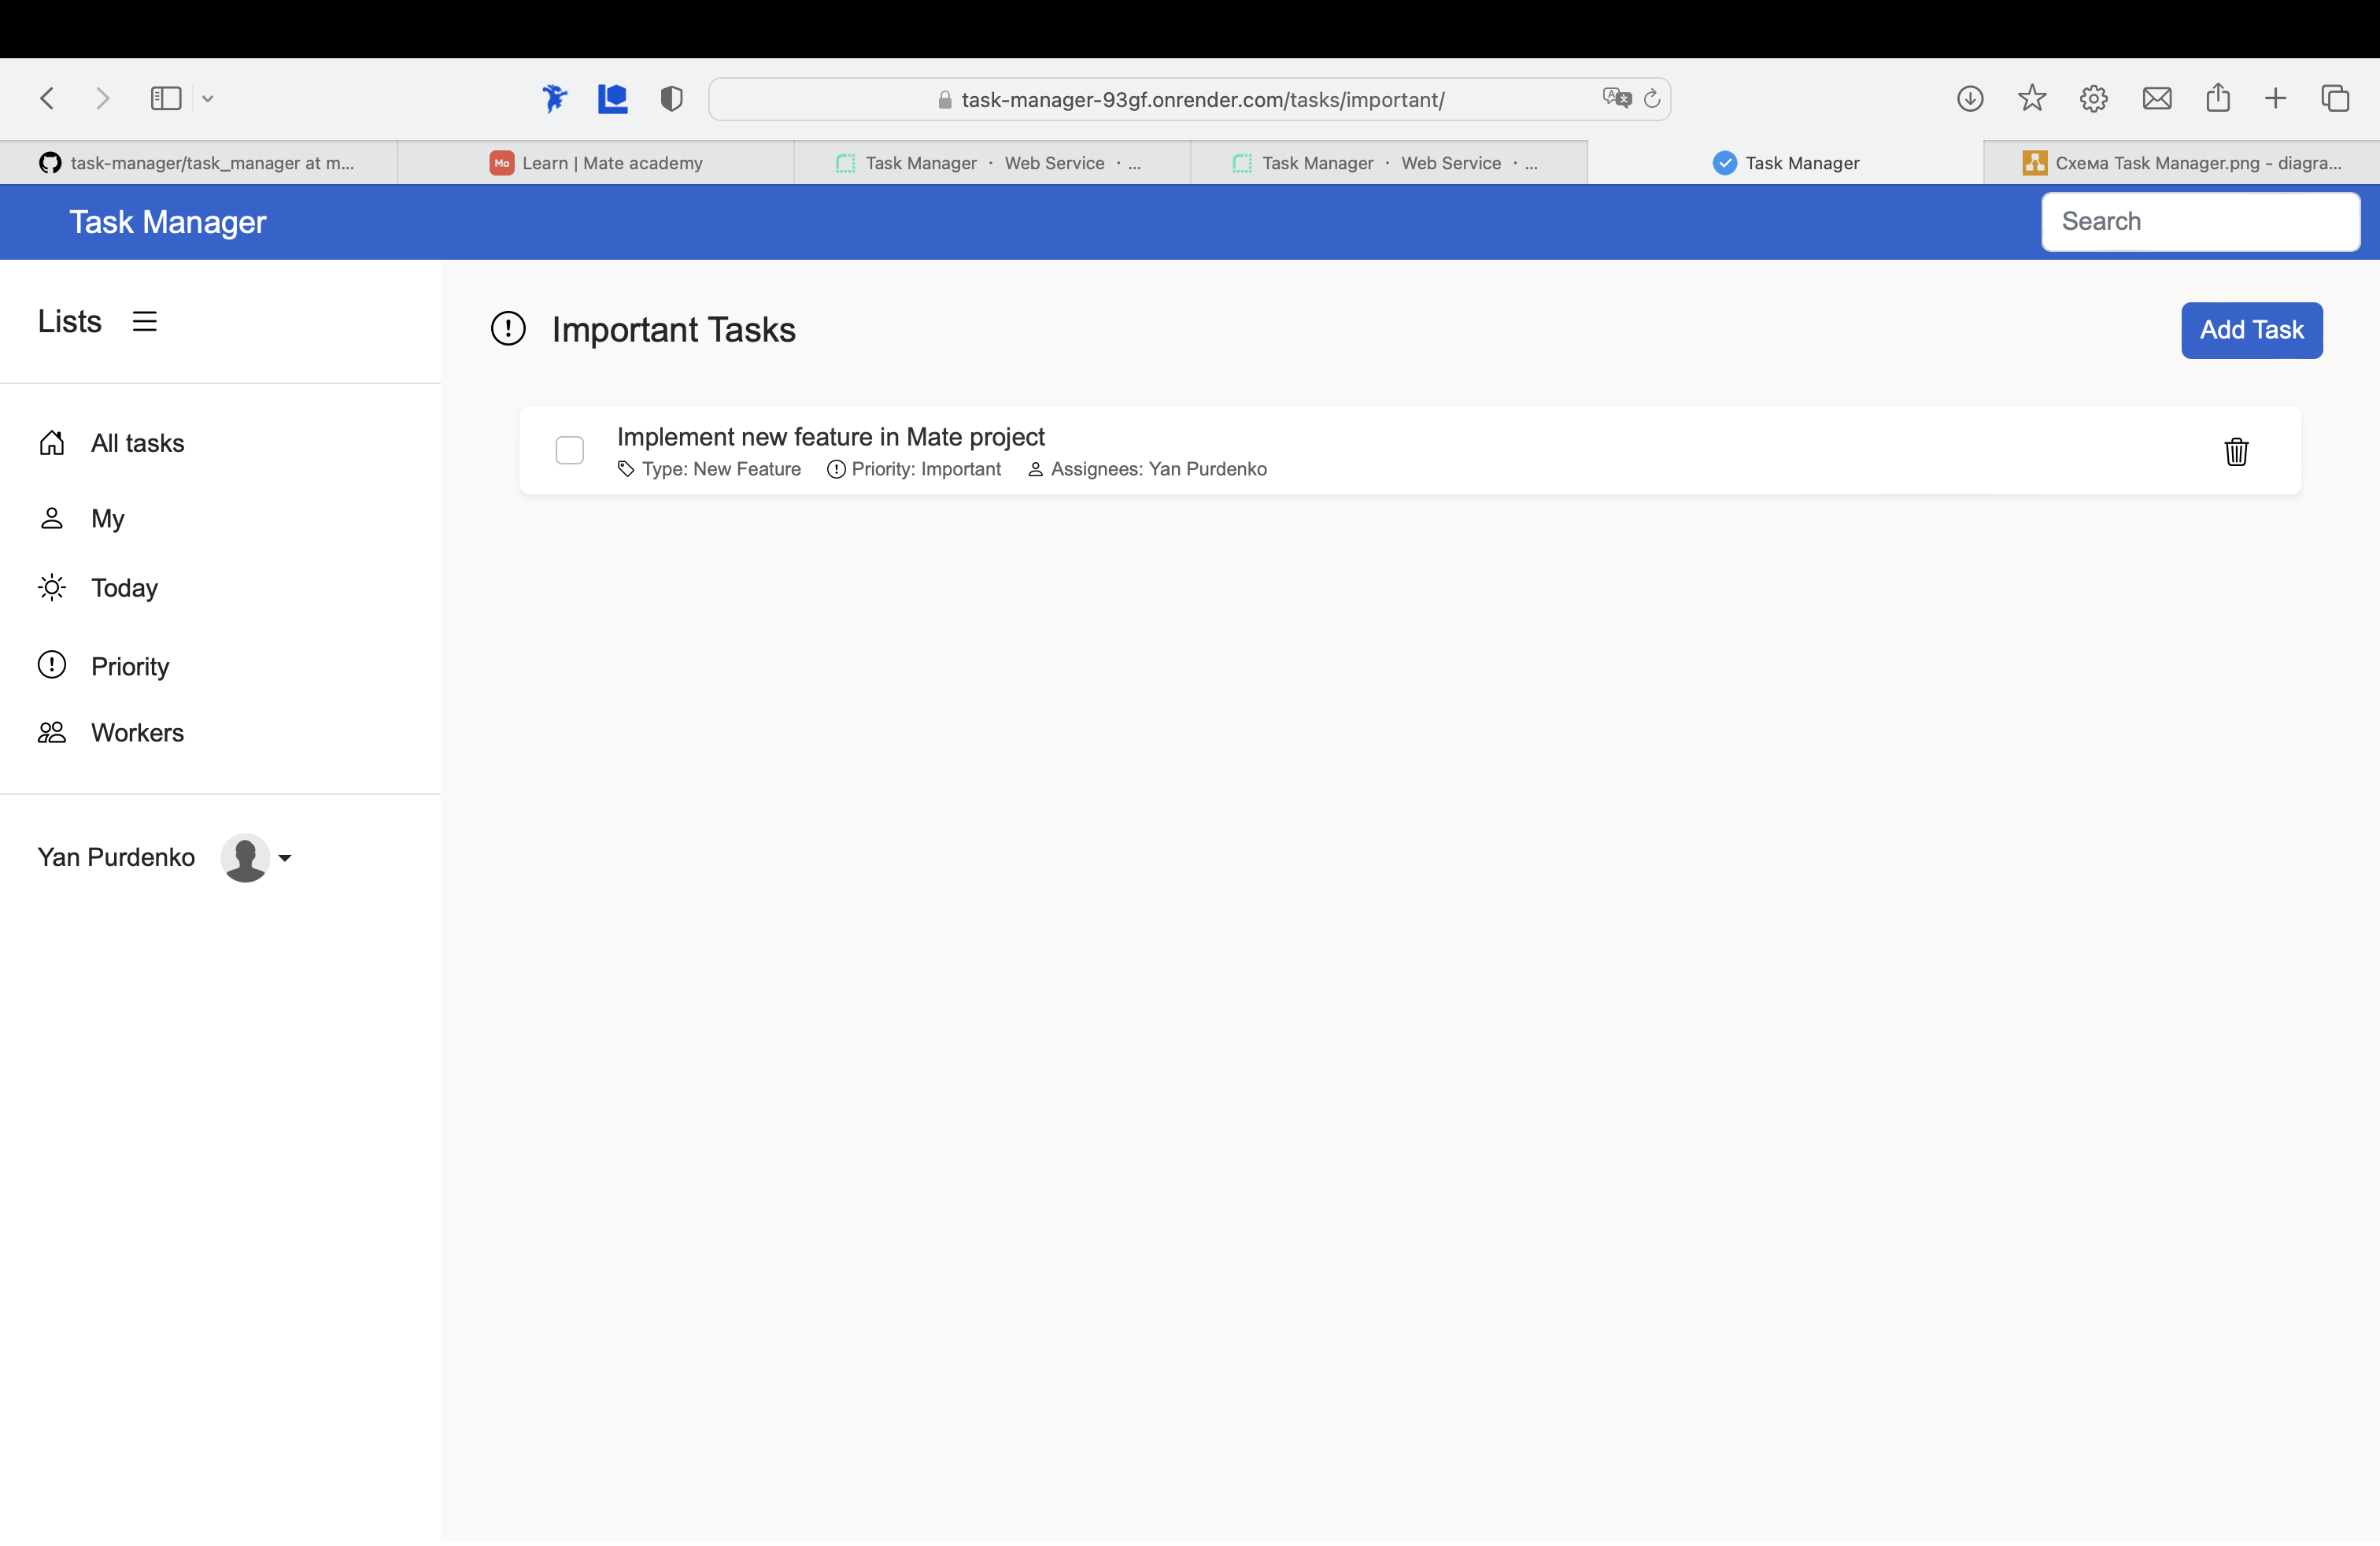 task-manager-93gf.onrender.com/tasks/important/
task-manager/task_manager at m...
Ma Learn | Mate academy
Task Manager · Web Service · ...
Task Manager · Web Service · ...
Task Manager
Схема Task Manager.png - diagra...
Task Manager
Search
Lists
Important Tasks
Add Task
Implement new feature in Mate project
Type: New Feature Priority: Important Assignees: Yan Purdenko
All tasks
My
Today
Priority
Workers
Yan Purdenko